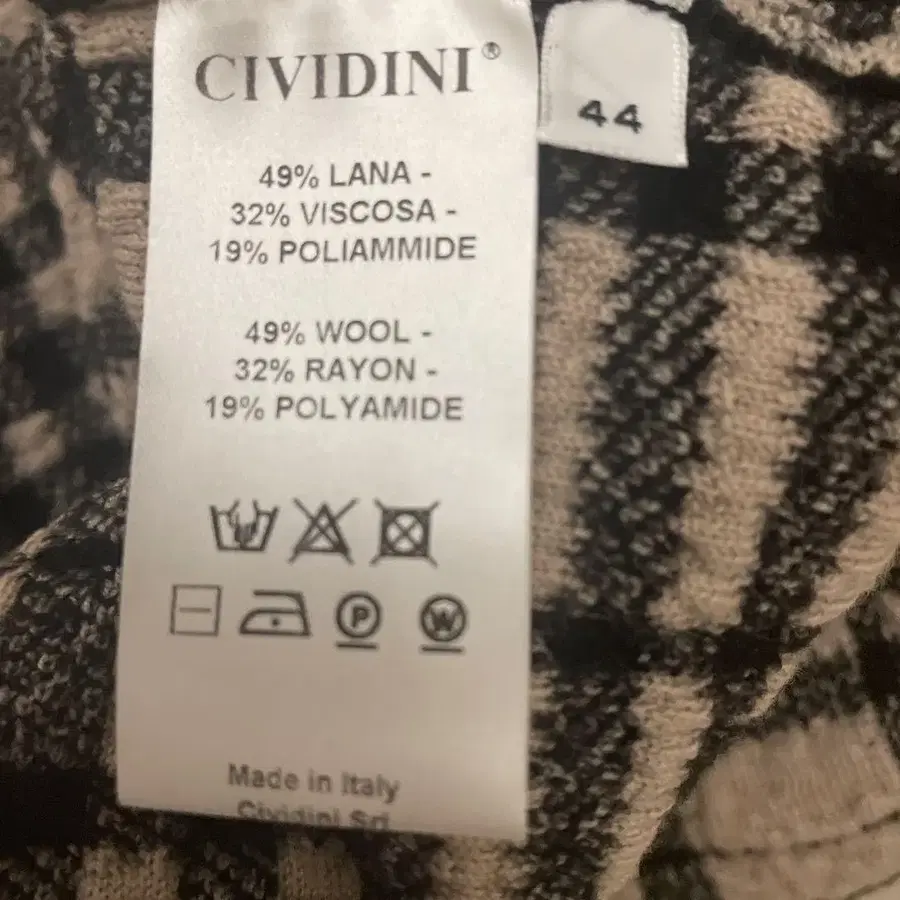 CIVIDINI®
44
49% LANA -
32% VISCOSA -
19% POLIAMMIDE
49% WOOL -
32% RAYON -
19% POLYAMIDE
P W
Made in Italy
Cividini Srl